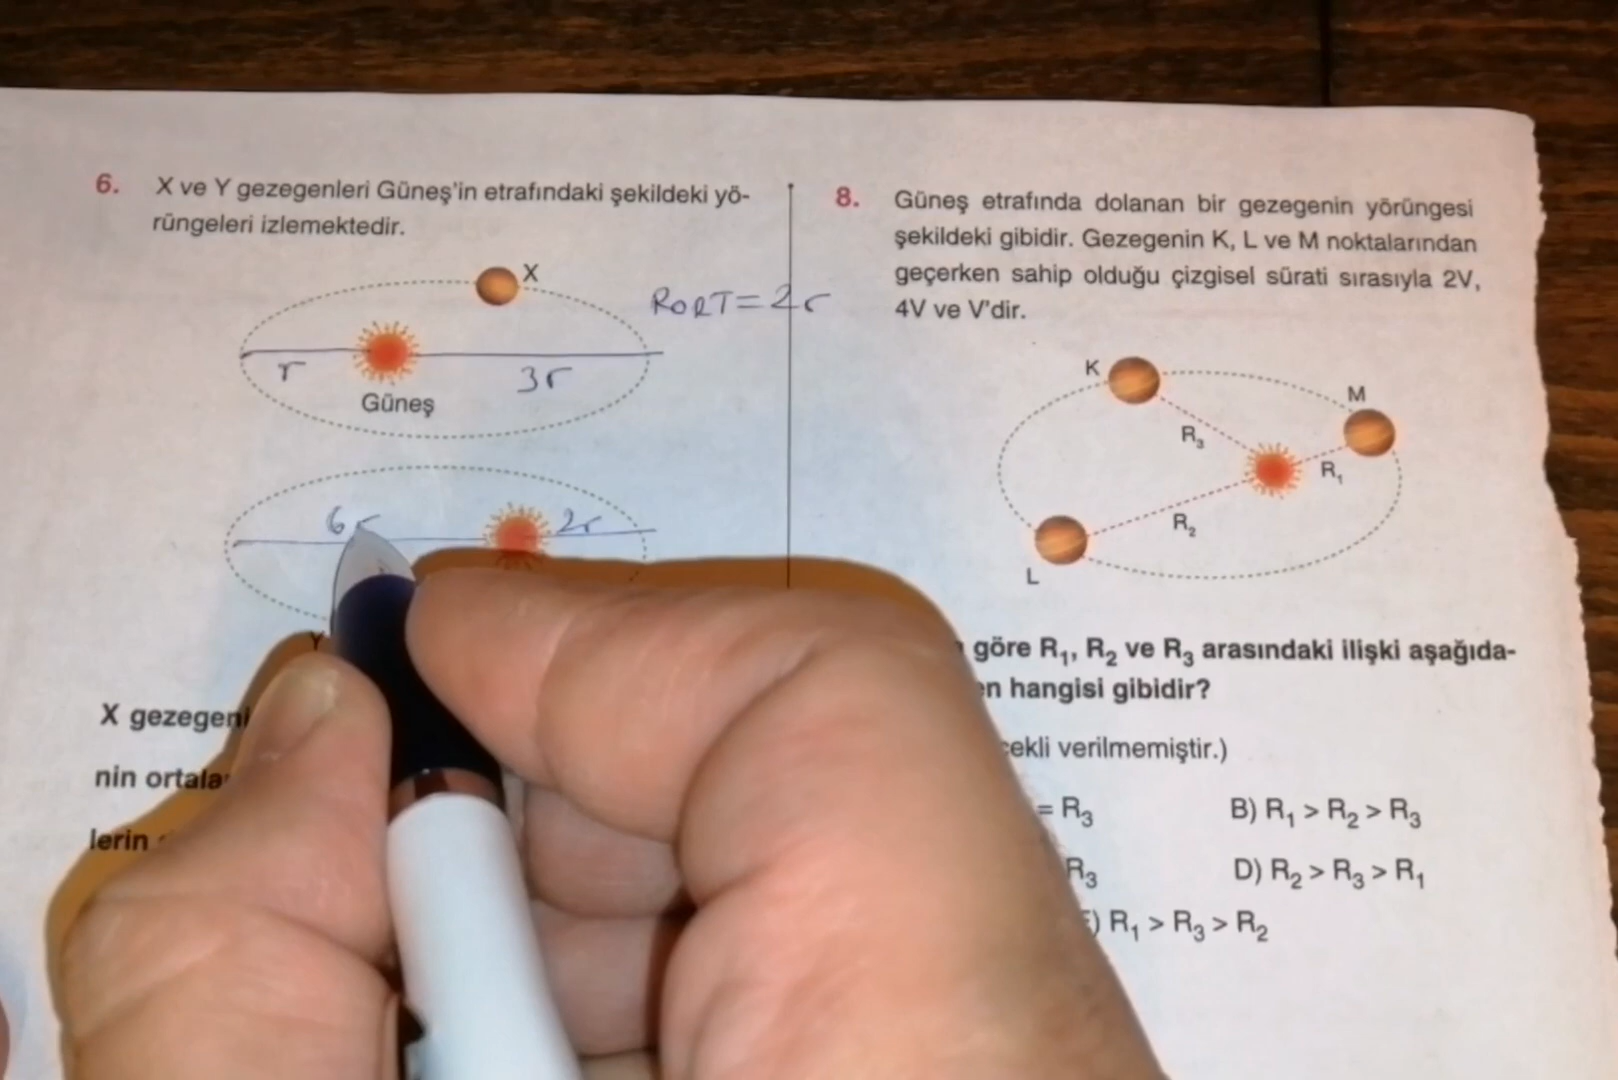 6. X ve Y gezegenleri Güneş'in etrafındaki şekildeki yö-
rüngeleri izlemektedir.
X
RORT=2r
r
3r
Güneş
6r
2r
Y
X gezegeni
nin
lerin
8. Güneş etrafında dolanan bir gezegenin yörüngesi
şekildeki gibidir. Gezegenin K, L ve M noktalarından
geçerken sahip olduğu çizgisel sürati sırasıyla 2V,
4V ve V'dir.
K
M
R₃
R₁
R₂
L
göre R₁, R₂ ve R₃ arasındaki ilişki aşağıda-
hangisi gibidir?
verilmemiştir.)
= R₃
B) R₁ > R₂ > R₃
R₃
D) R₂ > R₃ > R₁
E) R₁ > R₃ > R₂